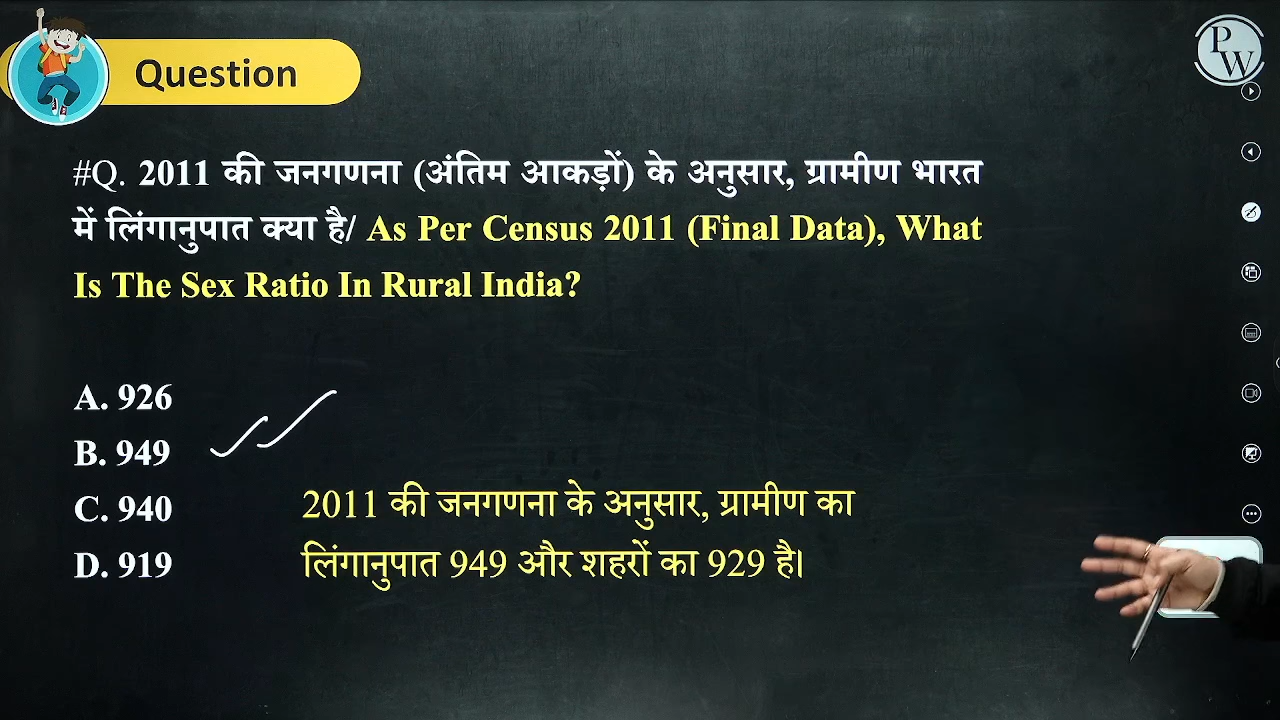 Question
PW
#Q. 2011 की जनगणना (अंतिम आकड़ों) के अनुसार, ग्रामीण भारत
में लिंगानुपात क्या है/ As Per Census 2011 (Final Data), What
Is The Sex Ratio In Rural India?
A. 926
B. 949
C. 940
D. 919
2011 की जनगणना के अनुसार, ग्रामीण का
लिंगानुपात 949 और शहरों का 929 है।